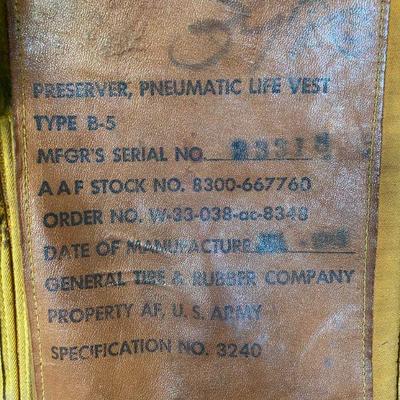 PRESERVER, PNEUMATIC LIFE VEST
TYPE B-5
MFGR'S SERIAL NO.
A A F STOCK NO. 8300-667760
ORDER NO. W-33-038-ac-8348
DATE OF MANUFACTURE
GENERAL TIRE & RUBBER COMPANY
PROPERTY AF, U. S. ARMY
SPECIFICATION NO. 3240